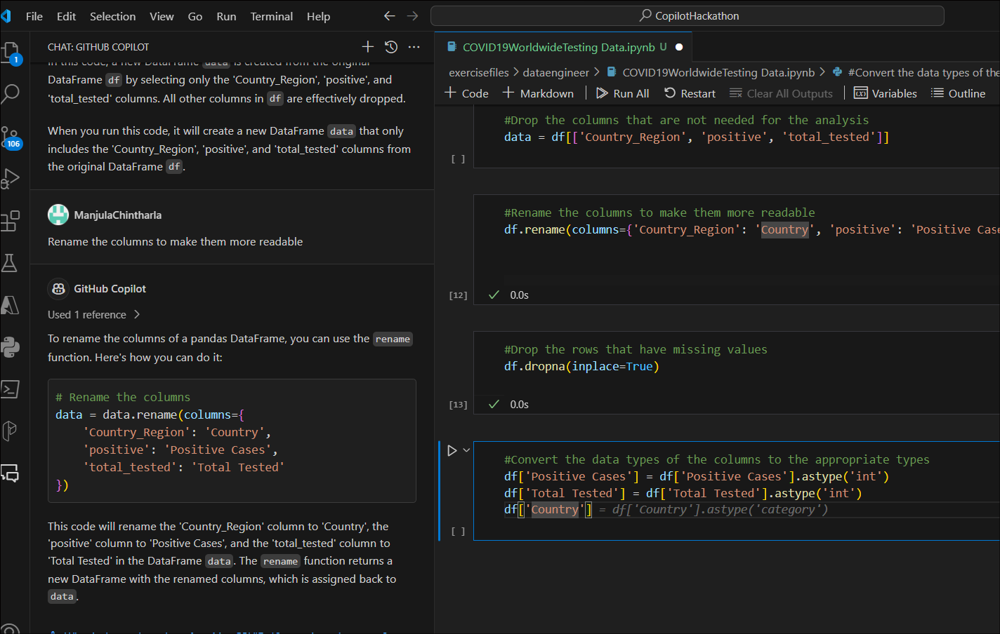 File Edit Selection View Go Run Terminal Help
CopilotHackathon
1
106
CHAT: GITHUB COPILOT
In this code, a new DataFrame data is created from the original
DataFrame df by selecting only the 'Country_Region', 'positive', and
'total_tested' columns. All other columns in df are effectively dropped.
When you run this code, it will create a new DataFrame data that only
includes the 'Country_Region', 'positive', and 'total_tested' columns from
the original DataFrame df.
ManjulaChintharla
Rename the columns to make them more readable
GitHub Copilot
Used 1 reference
To rename the columns of a pandas DataFrame, you can use the rename
function. Here's how you can do it:
# Rename the columns
data = data.rename(columns={
'Country_Region': 'Country',
'positive': 'Positive Cases',
'total_tested': 'Total Tested'
})
This code will rename the 'Country_Region' column to 'Country', the
'positive' column to 'Positive Cases', and the 'total_tested' column to
'Total Tested' in the DataFrame data. The rename function returns a
new DataFrame with the renamed columns, which is assigned back to
data.
COVID19WorldwideTesting Data.ipynb U
exercisefiles > dataengineer > COVID19WorldwideTesting Data.ipynb > #Convert the data types of the
+ Code + Markdown Run All Restart Clear All Outputs Variables Outline
#Drop the columns that are not needed for the analysis
data = df[['Country_Region', 'positive', 'total_tested']]
[ ]
#Rename the columns to make them more readable
df.rename(columns={'Country_Region': 'Country', 'positive': 'Positive Case
[12] 0.0s
#Drop the rows that have missing values
df.dropna(inplace=True)
[13] 0.0s
#Convert the data types of the columns to the appropriate types
df['Positive Cases'] = df['Positive Cases'].astype('int')
df['Total Tested'] = df['Total Tested'].astype('int')
df['Country'] = df['Country'].astype('category')
[ ]